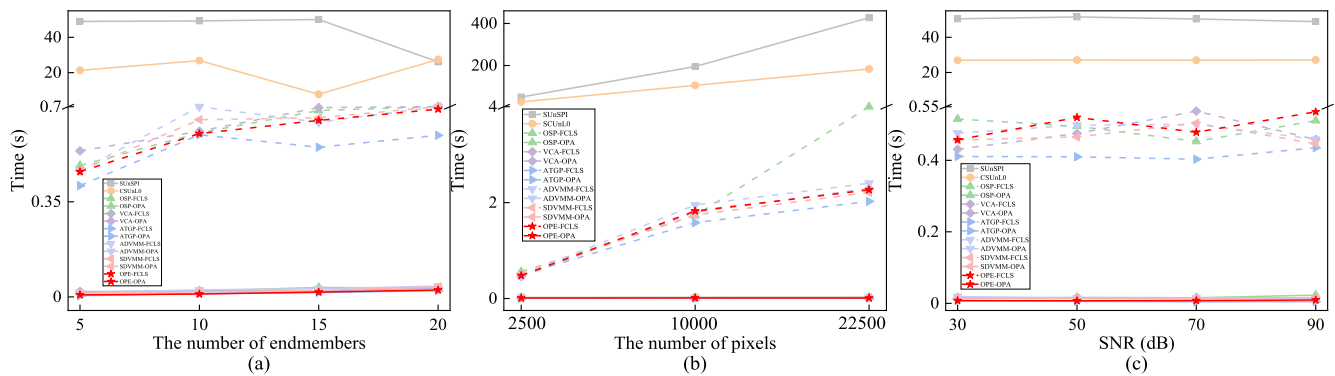 Time (s)
40
20
0.7
0.35
0
SUnSPI
CSUnL0
OSP-FCLS
OSP-OPA
VCA-FCLS
VCA-OPA
ATGP-FCLS
ATGP-OPA
ADVMM-FCLS
ADVMM-OPA
SDVMM-FCLS
SDVMM-OPA
OPE-FCLS
OPE-OPA
5
10
15
20
The number of endmembers
(a)
Time (s)
400
200
4
2
0
SUnSPI
SCUnL0
OSP-FCLS
OSP-OPA
VCA-FCLS
VCA-OPA
ATGP-FCLS
ATGP-OPA
ADVMM-FCLS
ADVMM-OPA
SDVMM-FCLS
SDVMM-OPA
OPE-FCLS
OPE-OPA
2500
10000
22500
The number of pixels
(b)
Time (s)
40
20
0.55
0.4
0.2
0
SUnSPI
CSUnL0
OSP-FCLS
OSP-OPA
VCA-FCLS
VCA-OPA
ATGP-FCLS
ATGP-OPA
ADVMM-FCLS
ADVMM-OPA
SDVMM-FCLS
SDVMM-OPA
OPE-FCLS
OPE-OPA
30
50
70
90
SNR (dB)
(c)